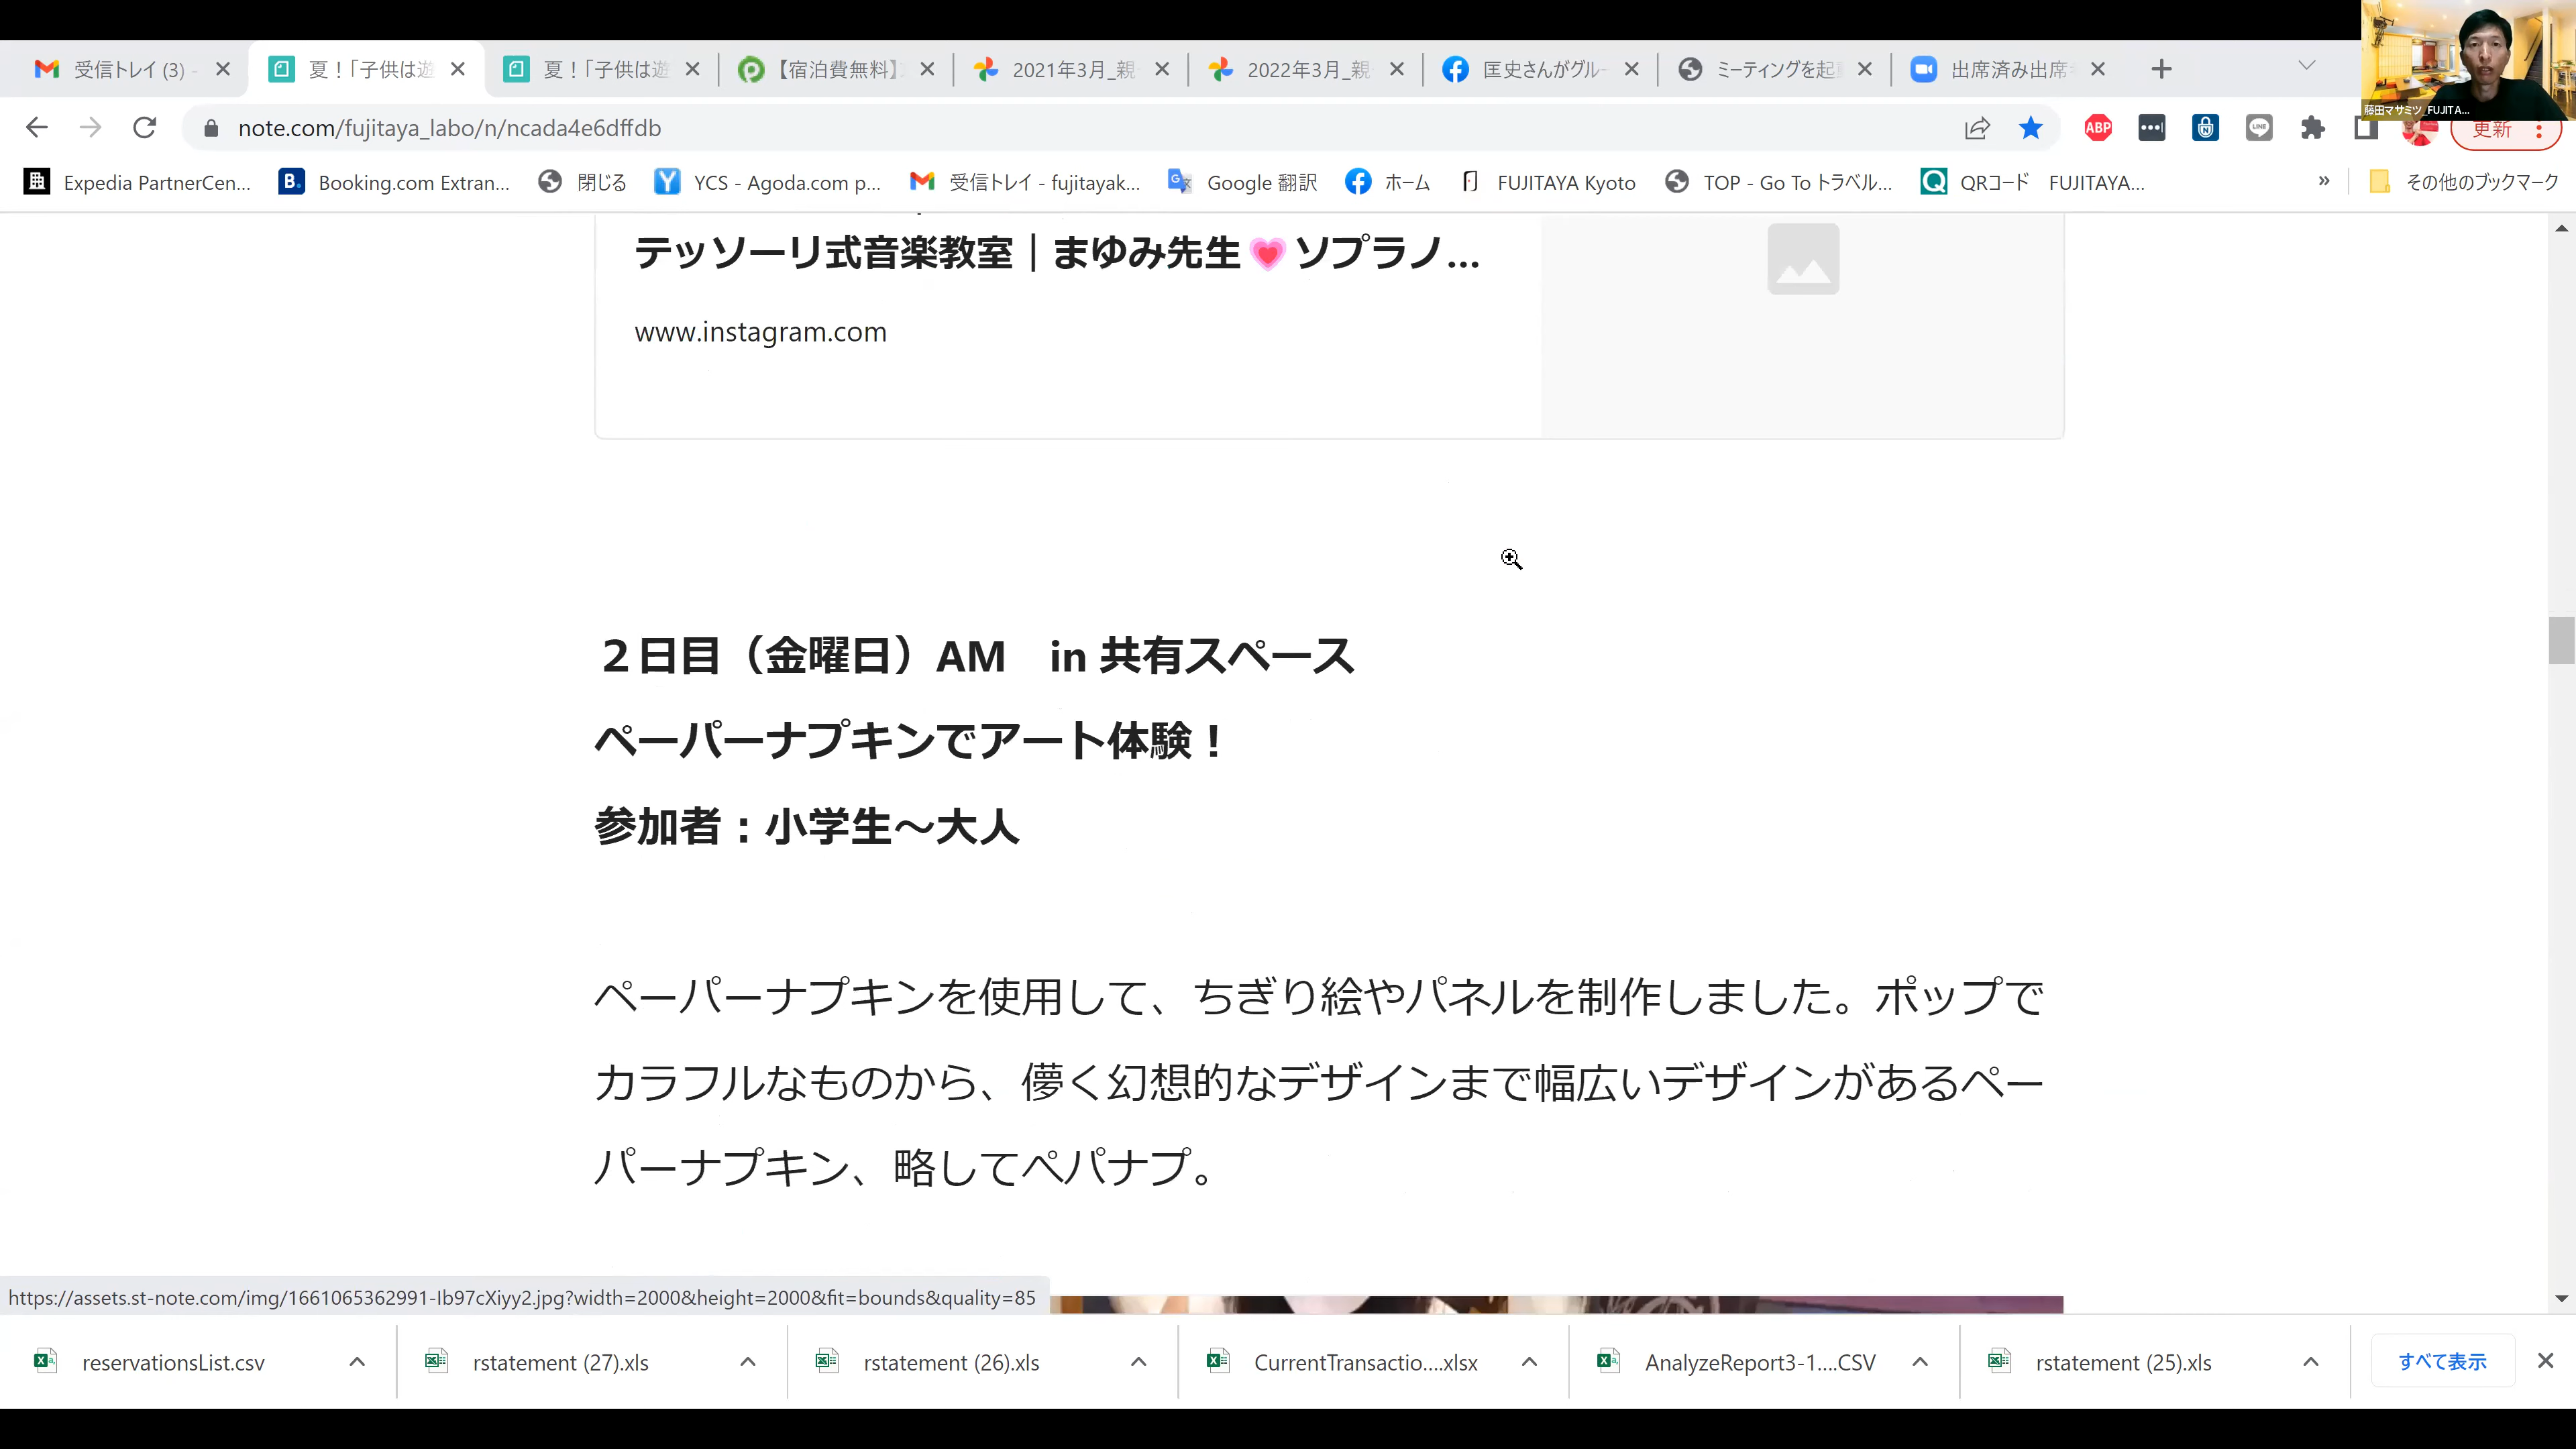 受信トレイ (3) -
夏！「子供は遊
夏！「子供は遊
【宿泊費無料】
2021年3月_親
2022年3月_親
匡史さんがグルー
ミーティングを起
出席済み出席
藤田マサミツ_FUJITA...
note.com/fujitaya_labo/n/ncada4e6dffdb
ABP
更新
Expedia PartnerCen...
Booking.com Extran...
閉じる
YCS - Agoda.com p...
受信トレイ - fujitayak...
Google 翻訳
ホーム
FUJITAYA Kyoto
TOP - Go To トラベル...
QRコード　FUJITAYA...
»
その他のブックマーク
テッソーリ式音楽教室｜まゆみ先生💗ソプラノ...
www.instagram.com
２日目（金曜日）AM　in 共有スペース
ペーパーナプキンでアート体験！
参加者：小学生〜大人
ペーパーナプキンを使用して、ちぎり絵やパネルを制作しました。ポップで
カラフルなものから、儚く幻想的なデザインまで幅広いデザインがあるペー
パーナプキン、略してペパナプ。
https://assets.st-note.com/img/1661065362991-Ib97cXiyy2.jpg?width=2000&height=2000&fit=bounds&quality=85
reservationsList.csv
rstatement (27).xls
rstatement (26).xls
CurrentTransactio....xlsx
AnalyzeReport3-1....CSV
rstatement (25).xls
すべて表示